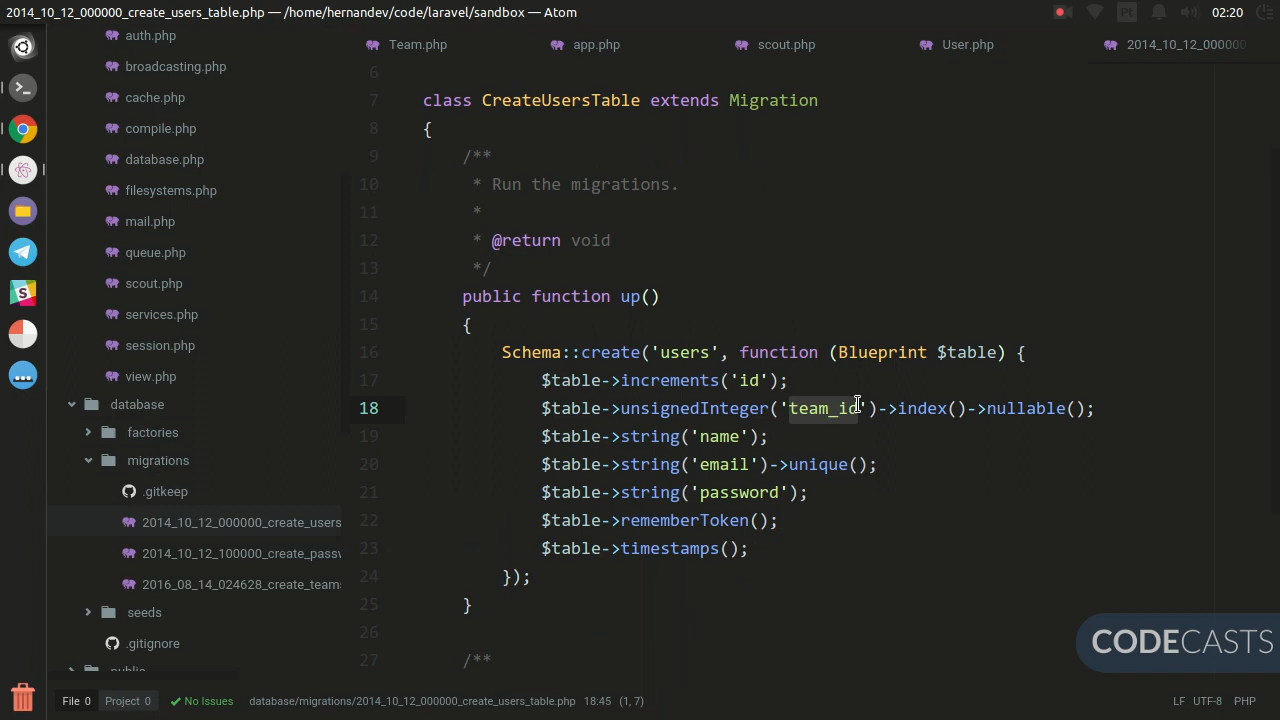 2014_10_12_000000_create_users_table.php — /home/hernandev/code/laravel/sandbox — Atom
Pt
02:20
auth.php
broadcasting.php
cache.php
compile.php
database.php
filesystems.php
mail.php
queue.php
scout.php
services.php
session.php
view.php
database
factories
migrations
.gitkeep
2014_10_12_000000_create_users
2014_10_12_100000_create_passw
2016_08_14_024628_create_teams
seeds
.gitignore
public
Team.php
app.php
scout.php
User.php
2014_10_12_000000
6
7 class CreateUsersTable extends Migration
8 {
9 /**
10 * Run the migrations.
11 *
12 * @return void
13 */
14 public function up()
15 {
16 Schema::create('users', function (Blueprint $table) {
17 $table->increments('id');
18 $table->unsignedInteger('team_id')->index()->nullable();
19 $table->string('name');
20 $table->string('email')->unique();
21 $table->string('password');
22 $table->rememberToken();
23 $table->timestamps();
24 });
25 }
26
27 /**
CODECASTS
File 0 Project 0 No Issues database/migrations/2014_10_12_000000_create_users_table.php 18:45 (1, 7) LF UTF-8 PHP